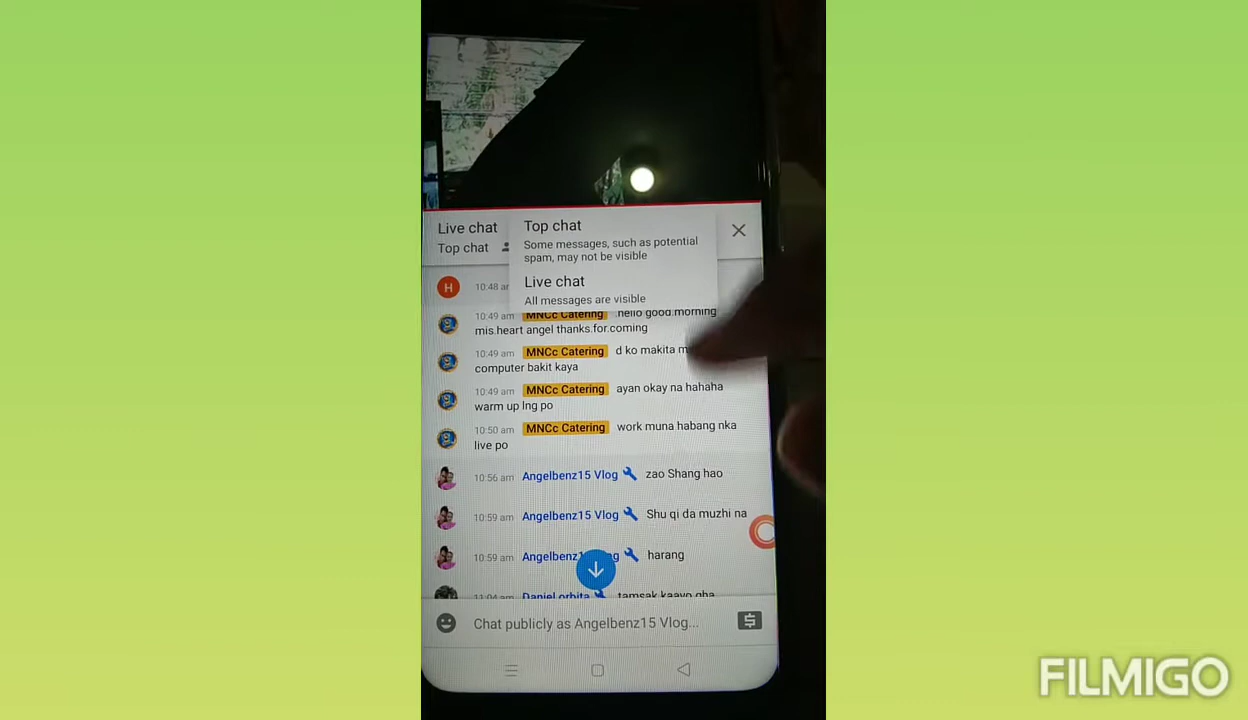 Live chat
Top chat
Top chat
Some messages, such as potential
spam, may not be visible
Live chat
All messages are visible
H
10:48
10:49 am MNCc Catering hello good.morning
mis.heart angel thanks.for.coming
10:49 am MNCc Catering d ko makita
computer bakit kaya
10:49 am MNCc Catering ayan okay na hahaha
warm up lng po
10:50 am MNCc Catering work muna habang nka
live po
10:56 am Angelbenz15 Vlog zao Shang hao
10:59 am Angelbenz15 Vlog Shu qi da muzhi na
10:59 am harang
11:04 am Daniel orbita tamsak kaayo
Chat publicly as Angelbenz15 Vlog...
FILMIGO